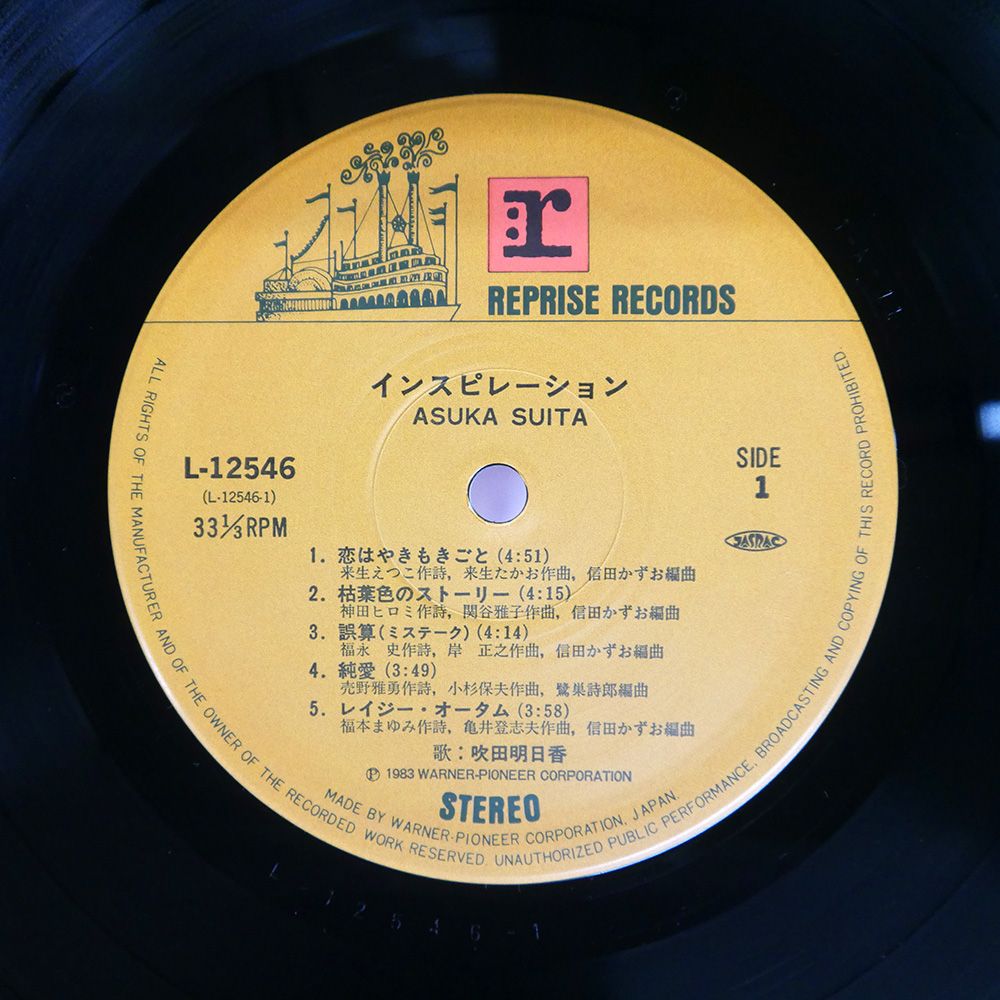 r
REPRISE RECORDS
インスピレーション
ASUKA SUITA
L-12546
(L-12546-1)
33⅓ RPM
SIDE
1
JASRAC
1. 恋はやきもきごと (4:51)
来生えつこ作詩, 来生たかお作曲, 信田かずお編曲
2. 枯葉色のストーリー (4:15)
神田ヒロミ作詩, 関谷雅子作曲, 信田かずお編曲
3. 誤算(ミステーク) (4:14)
福永 史作詩, 岸 正之作曲, 信田かずお編曲
4. 純愛 (3:49)
売野雅勇作詩, 小杉保夫作曲, 鷺巣詩郎編曲
5. レイジー・オータム (3:58)
福本まゆみ作詩, 亀井登志夫作曲, 信田かずお編曲
歌：吹田明日香
Ⓟ 1983 WARNER-PIONEER CORPORATION
STEREO
ALL RIGHTS OF THE MANUFACTURER AND OF THE OWNER OF THE RECORDED WORK RESERVED. UNAUTHORIZED PUBLIC PERFORMANCE, BROADCASTING AND COPYING OF THIS RECORD PROHIBITED.
MADE BY WARNER-PIONEER CORPORATION, JAPAN.